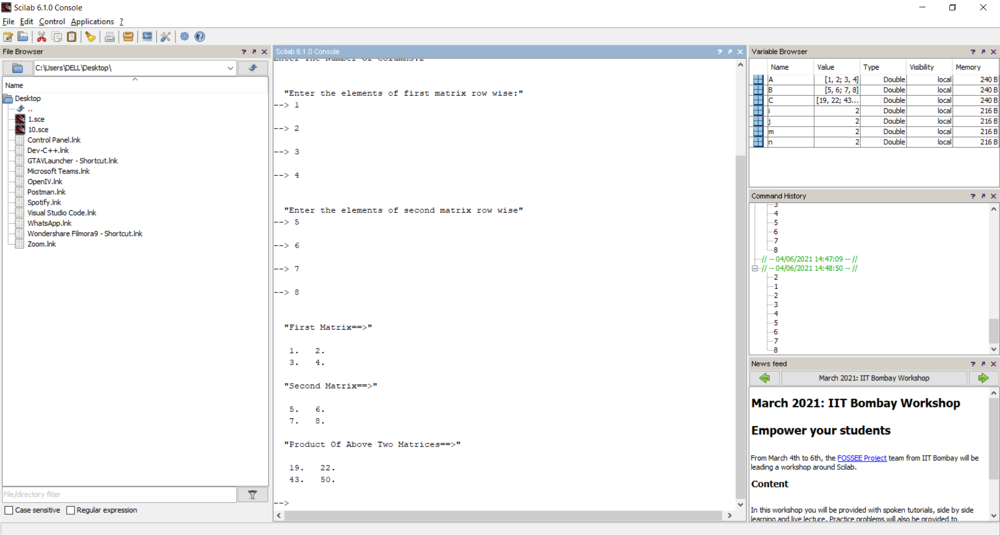 Scilab 6.1.0 Console
File Edit Control Applications ?
File Browser
C:\Users\DELL\Desktop\
Name
Desktop
..
1.sce
10.sce
Control Panel.lnk
Dev-C++.lnk
GTAVLauncher - Shortcut.lnk
Microsoft Teams.lnk
OpenIV.lnk
Postman.lnk
Spotify.lnk
Visual Studio Code.lnk
WhatsApp.lnk
Wondershare Filmora9 - Shortcut.lnk
Zoom.lnk
File/directory filter
Case sensitive Regular expression
Scilab 6.1.0 Console
Enter The Number Of Columns:2
"Enter the elements of first matrix row wise:"
--> 1
--> 2
--> 3
--> 4
"Enter the elements of second matrix row wise"
--> 5
--> 6
--> 7
--> 8
"First Matrix==>"
1. 2.
3. 4.
"Second Matrix==>"
5. 6.
7. 8.
"Product Of Above Two Matrices==>"
19. 22.
43. 50.
-->
Variable Browser
Name Value Type Visibility Memory
A [1, 2; 3, 4] Double local 240 B
B [5, 6; 7, 8] Double local 240 B
C [19, 22; 43... Double local 240 B
i 2 Double local 216 B
j 2 Double local 216 B
m 2 Double local 216 B
n 2 Double local 216 B
Command History
3
4
5
6
7
8
// -- 04/06/2021 14:47:09 -- //
// -- 04/06/2021 14:48:50 -- //
2
1
2
3
4
5
6
7
8
News feed
March 2021: IIT Bombay Workshop
March 2021: IIT Bombay Workshop
Empower your students
From March 4th to 6th, the FOSSEE Project team from IIT Bombay will be
leading a workshop around Scilab.
Content
In this workshop you will be provided with spoken tutorials, side by side
learning and live lecture. Practice problems will also be provided to